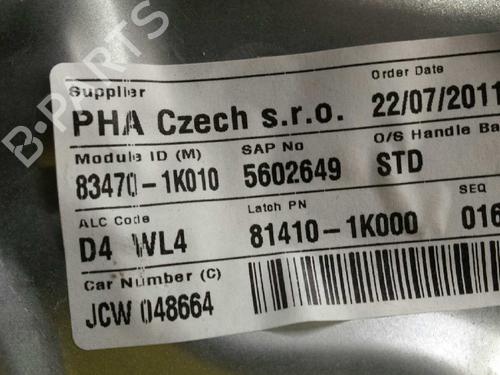 Supplier
Order Date
PHA Czech s.r.o.
22/07/2011
Module ID (M)
SAP No
O/S Handle Ba
83470-1K010
5602649
STD
ALC Code
Latch PN
SEQ
D4 WL4
81410-1K000
016
Car Number (C)
JCW 048664
B-PARTS